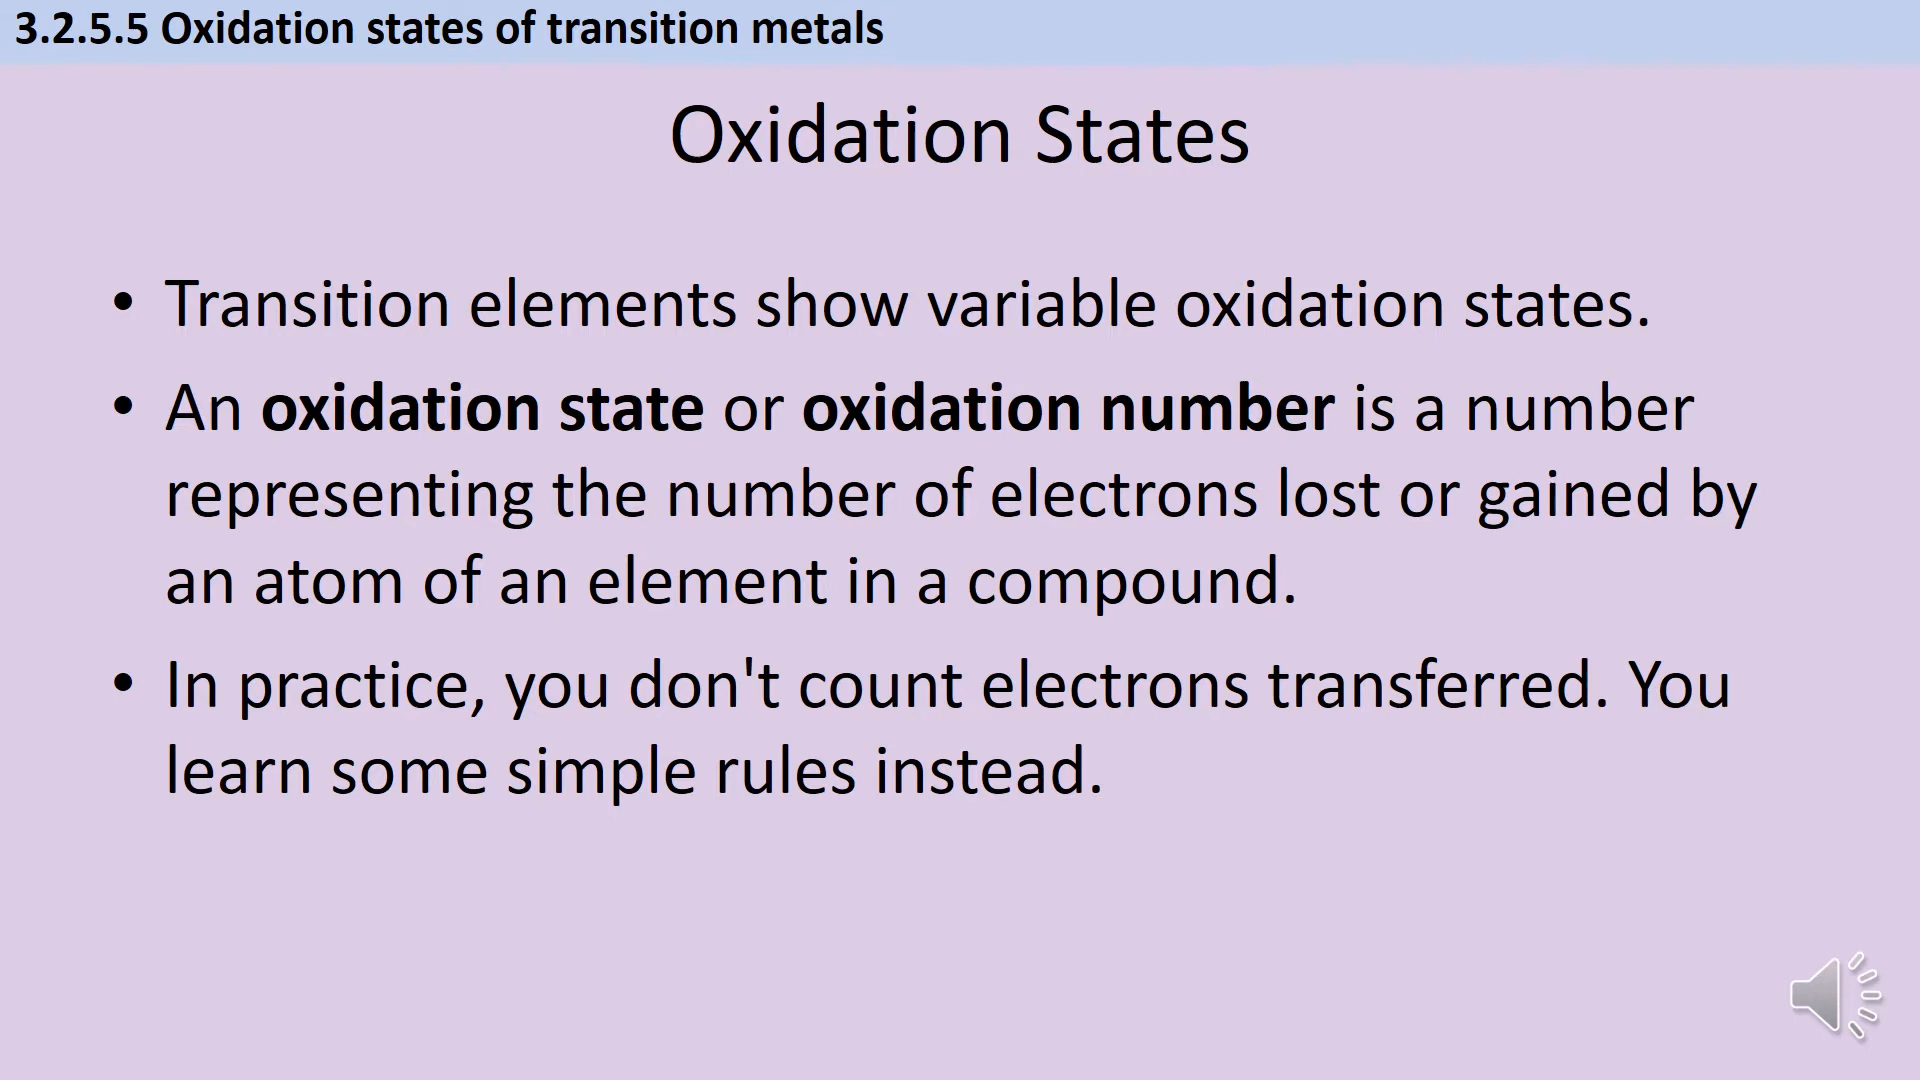 3.2.5.5 Oxidation states of transition metals
Oxidation States
• Transition elements show variable oxidation states.
• An oxidation state or oxidation number is a number
representing the number of electrons lost or gained by
an atom of an element in a compound.
• In practice, you don't count electrons transferred. You
learn some simple rules instead.